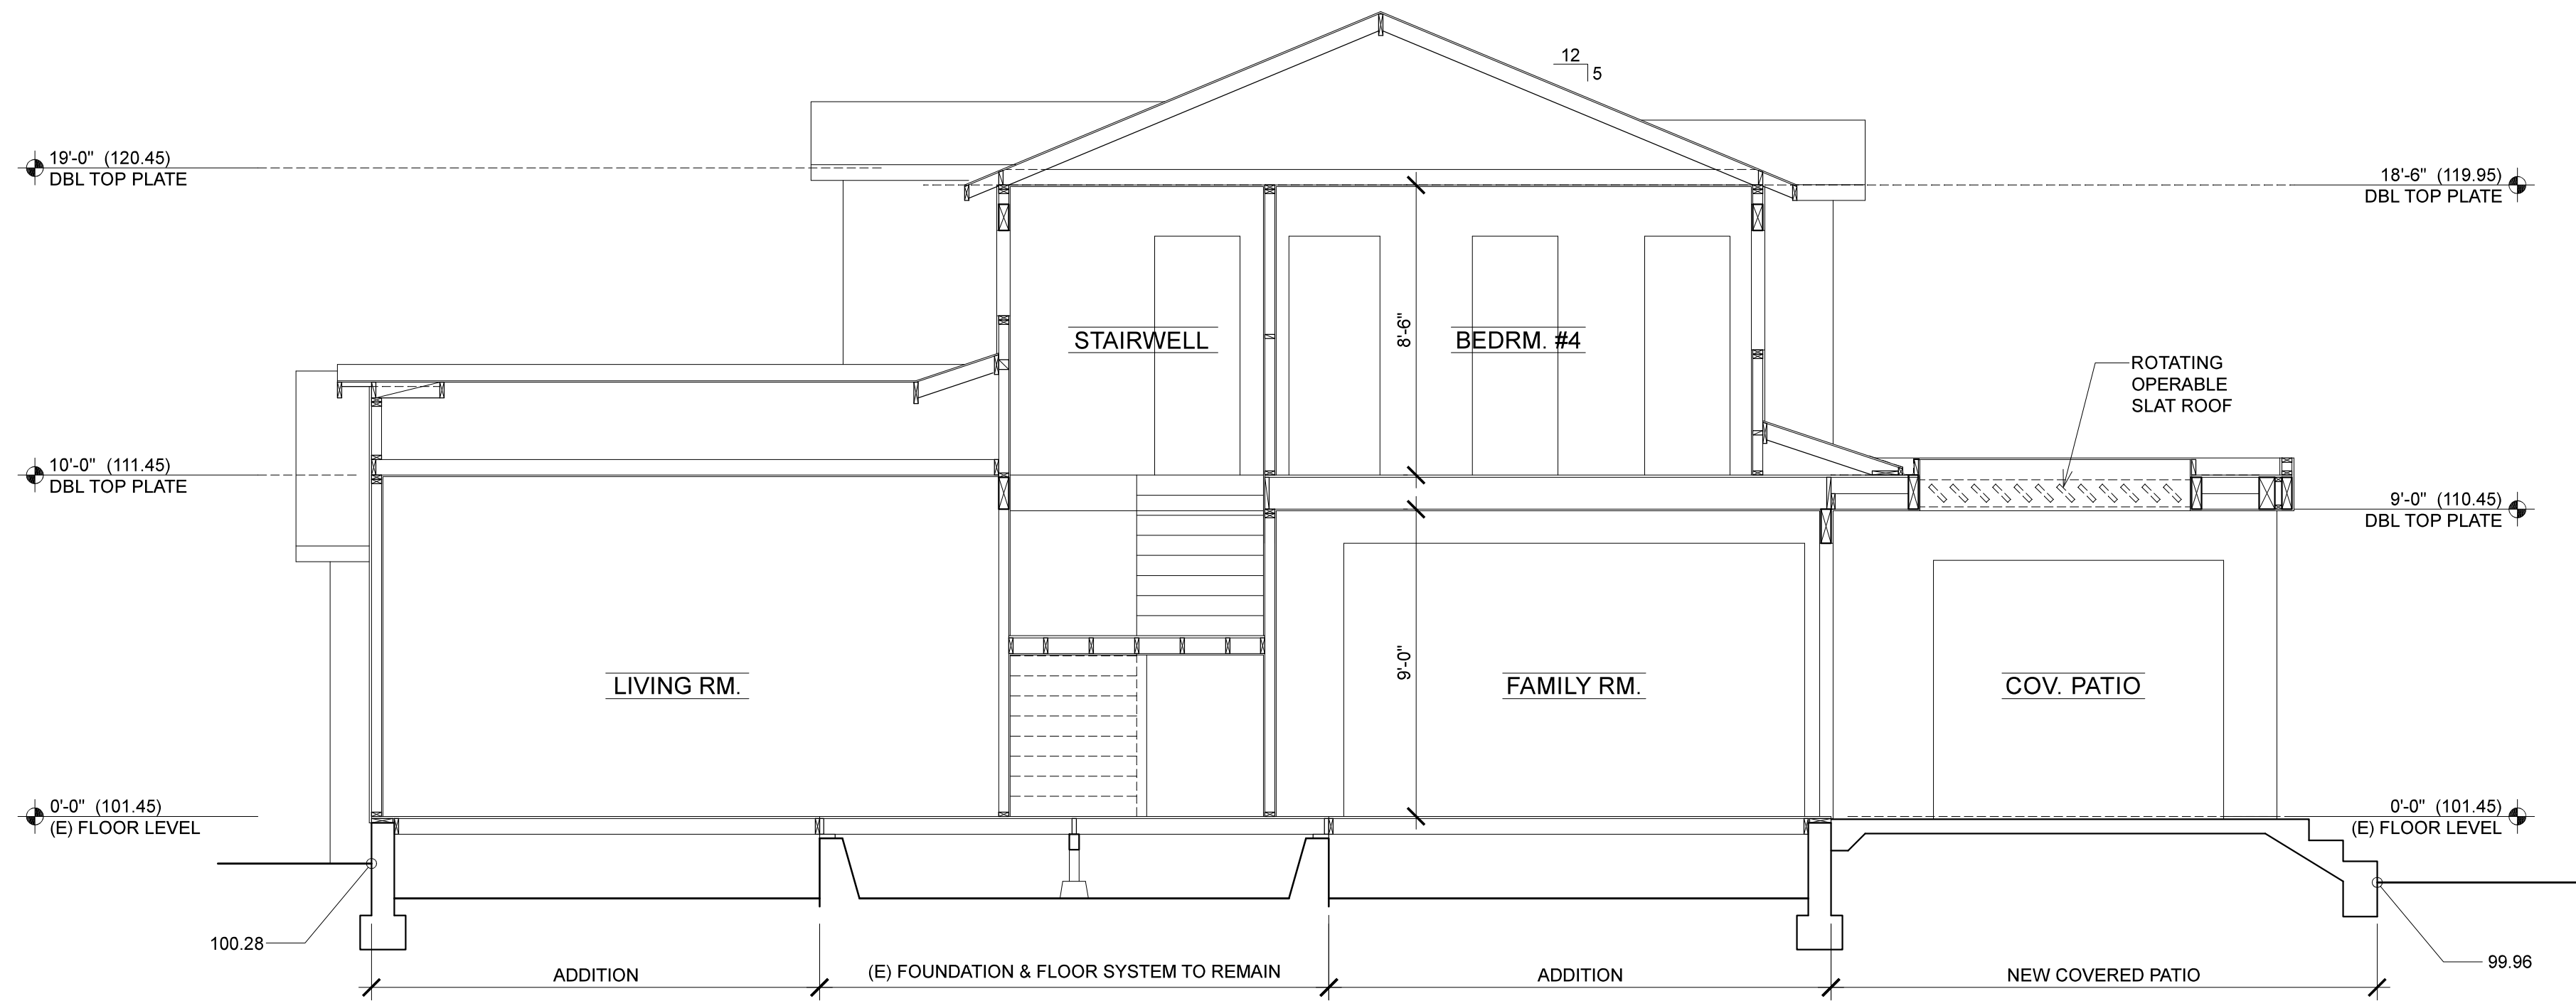 12
5
19'-0" (120.45)
DBL TOP PLATE
18'-6" (119.95)
DBL TOP PLATE
STAIRWELL
8'-6"
BEDRM. #4
ROTATING
OPERABLE
SLAT ROOF
10'-0" (111.45)
DBL TOP PLATE
9'-0" (110.45)
DBL TOP PLATE
LIVING RM.
9'-0"
FAMILY RM.
COV. PATIO
0'-0" (101.45)
(E) FLOOR LEVEL
0'-0" (101.45)
(E) FLOOR LEVEL
100.28
99.96
ADDITION
(E) FOUNDATION & FLOOR SYSTEM TO REMAIN
ADDITION
NEW COVERED PATIO